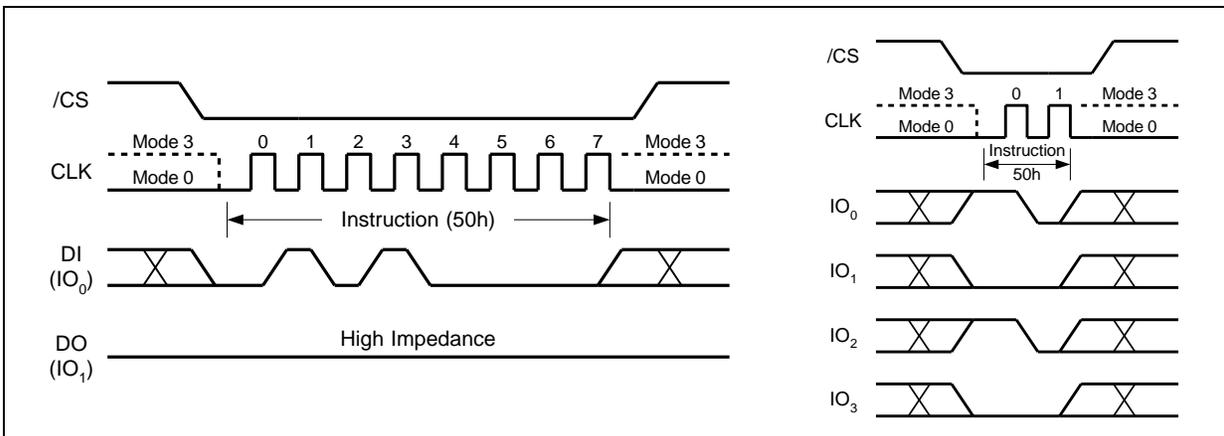 /CS
Mode 3 0 1 2 3 4 5 6 7 Mode 3
CLK
Mode 0 Mode 0
Instruction (50h)
DI
(IO0)
High Impedance
DO
(IO1)
/CS
Mode 3 0 1 Mode 3
CLK
Mode 0 Mode 0
Instruction
50h
IO0
IO1
IO2
IO3